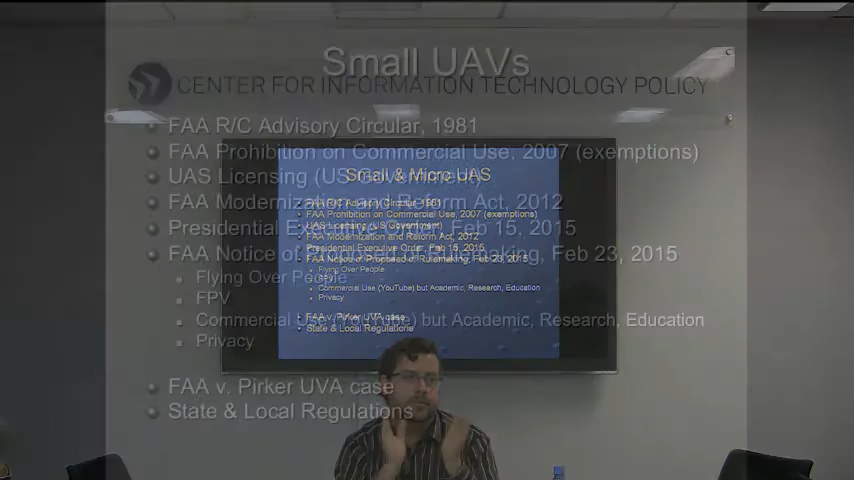 Small UAVs
CENTER FOR INFORMATION TECHNOLOGY POLICY
FAA R/C Advisory Circular, 1981
FAA Prohibition on Commercial Use, 2007 (exemptions)
UAS Licensing (US/Government)
FAA Modernization and Reform Act, 2012
Presidential Executive Order, Feb 15, 2015
FAA Notice of Proposed of Rulemaking, Feb 23, 2015
Flying Over People
FPV
Commercial Use (YouTube) but Academic, Research, Education
Privacy
FAA v. Pirker UVA case
State & Local Regulations
Small & Micro UAS
FAA R/C Advisory Circular, 1981
FAA Prohibition on Commercial Use, 2007 (exemptions)
UAS Licensing (US/Government)
FAA Modernization and Reform Act, 2012
Presidential Executive Order, Feb 15, 2015
FAA Notice of Proposed of Rulemaking, Feb 23, 2015
Flying Over People
FPV
Commercial Use (YouTube) but Academic, Research, Education
Privacy
FAA v. Pirker UVA case
State & Local Regulations